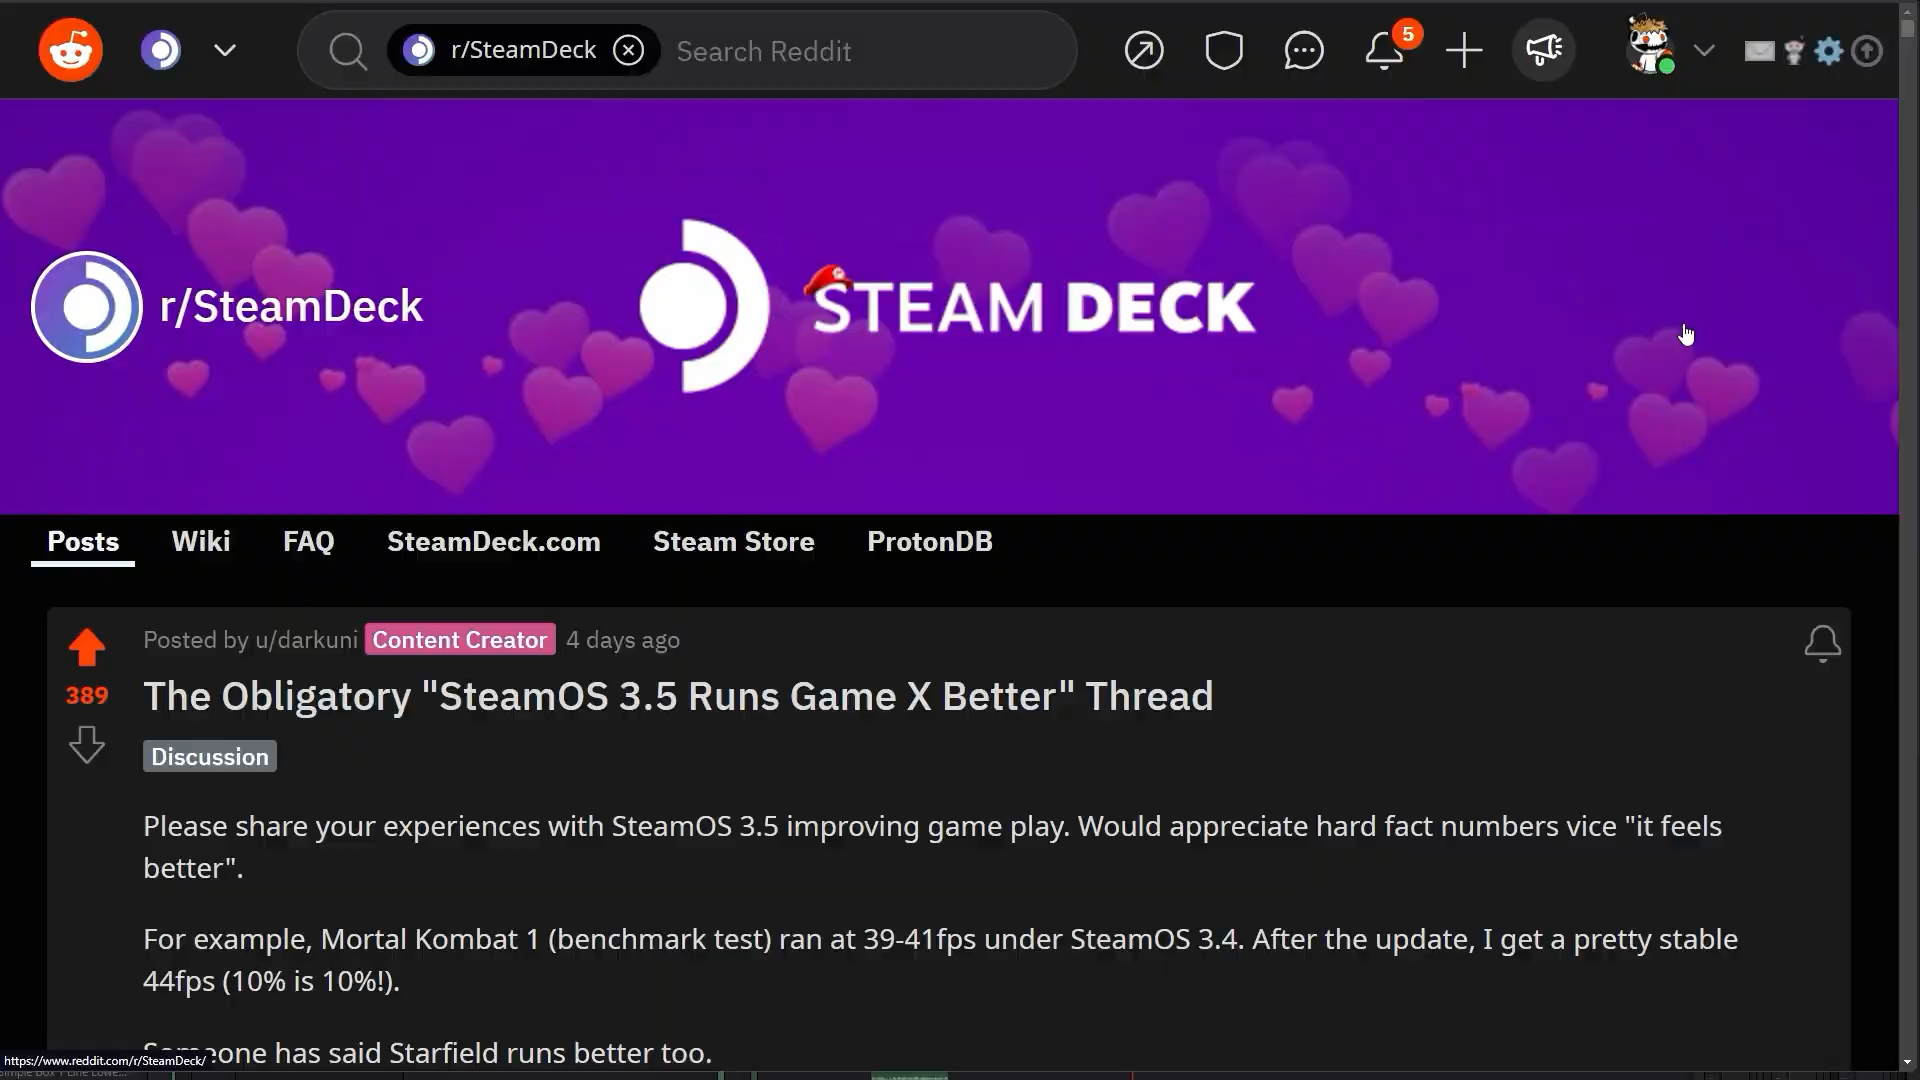 r/SteamDeck
Search Reddit
5
r/SteamDeck
STEAM DECK
Posts
Wiki
FAQ
SteamDeck.com
Steam Store
ProtonDB
Posted by u/darkuni Content Creator 4 days ago
389
The Obligatory "SteamOS 3.5 Runs Game X Better" Thread
Discussion
Please share your experiences with SteamOS 3.5 improving game play. Would appreciate hard fact numbers vice "it feels
better".
For example, Mortal Kombat 1 (benchmark test) ran at 39-41fps under SteamOS 3.4. After the update, I get a pretty stable
44fps (10% is 10%!).
Someone has said Starfield runs better too.
https://www.reddit.com/r/SteamDeck/